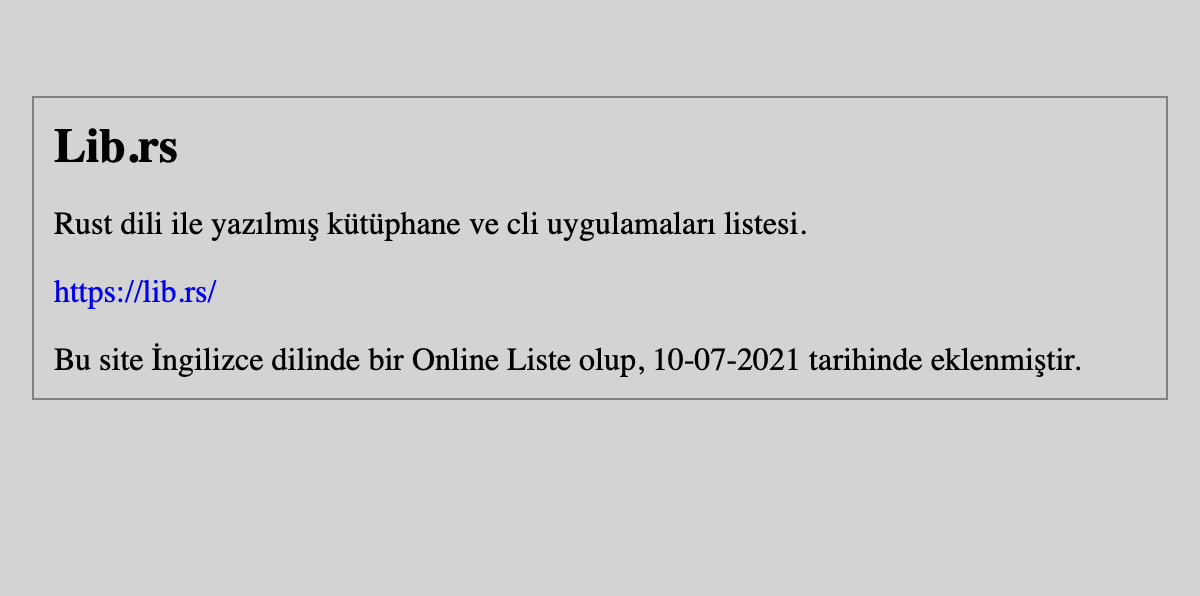 Lib.rs
Rust dili ile yazılmış kütüphane ve cli uygulamaları listesi.
https://lib.rs/
Bu site İngilizce dilinde bir Online Liste olup, 10-07-2021 tarihinde eklenmiştir.